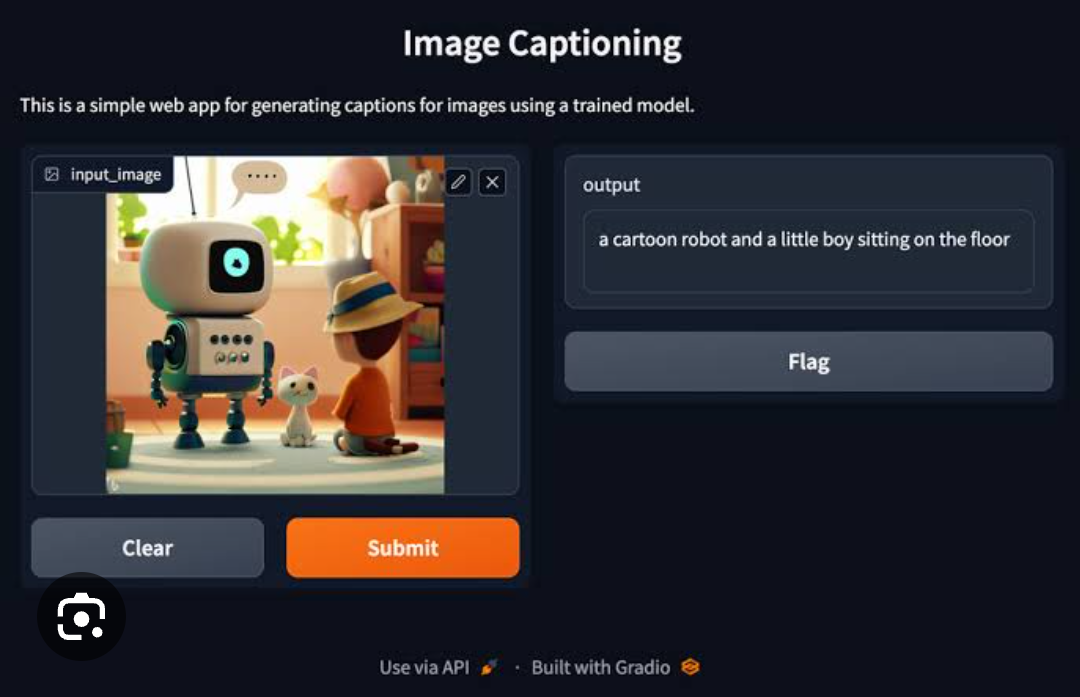 Image Captioning
This is a simple web app for generating captions for images using a trained model.
input_image
....
output
a cartoon robot and a little boy sitting on the floor
Flag
Clear
Submit
Use via API · Built with Gradio